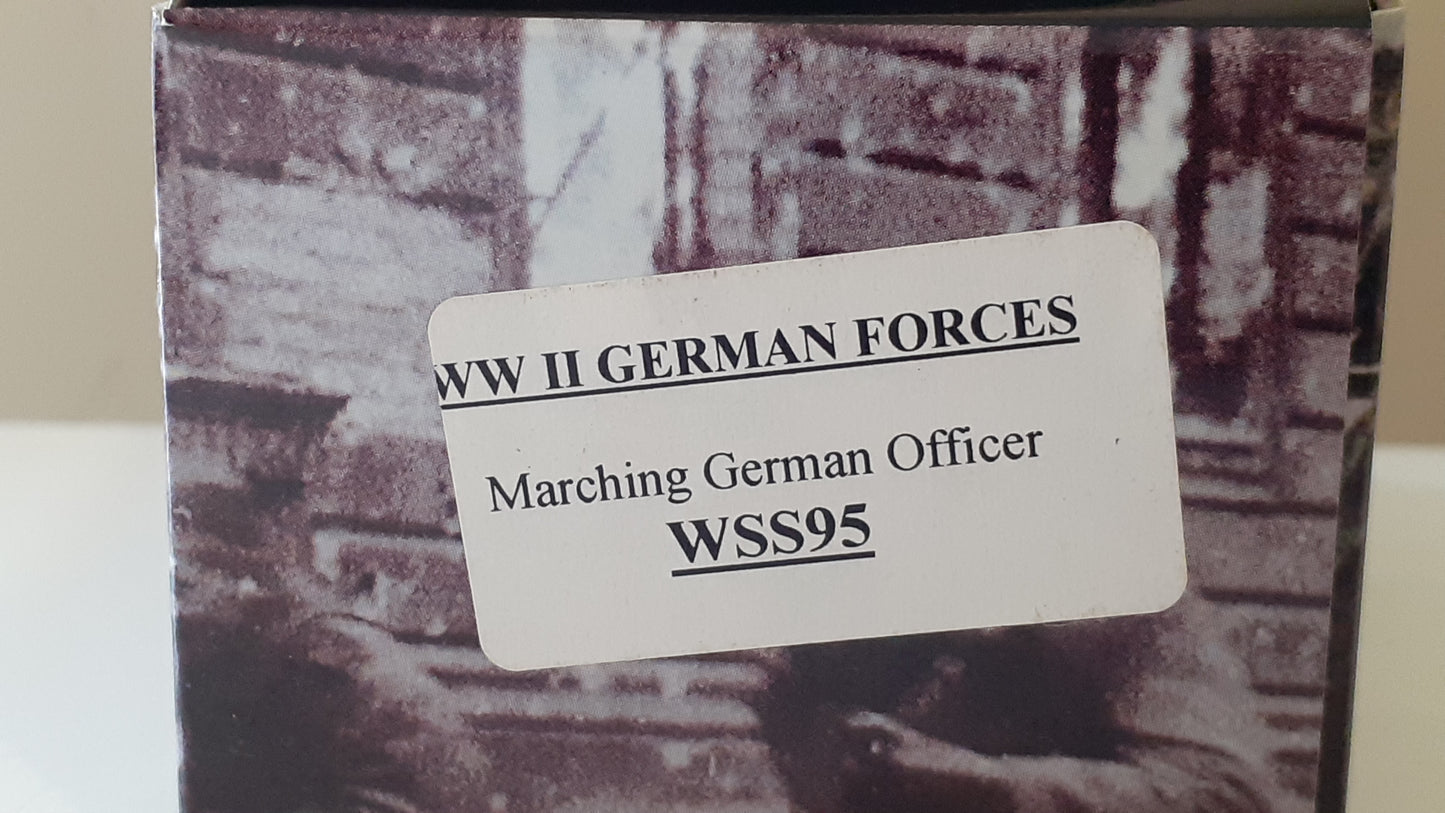 WW II GERMAN FORCES
Marching German Officer
WSS95